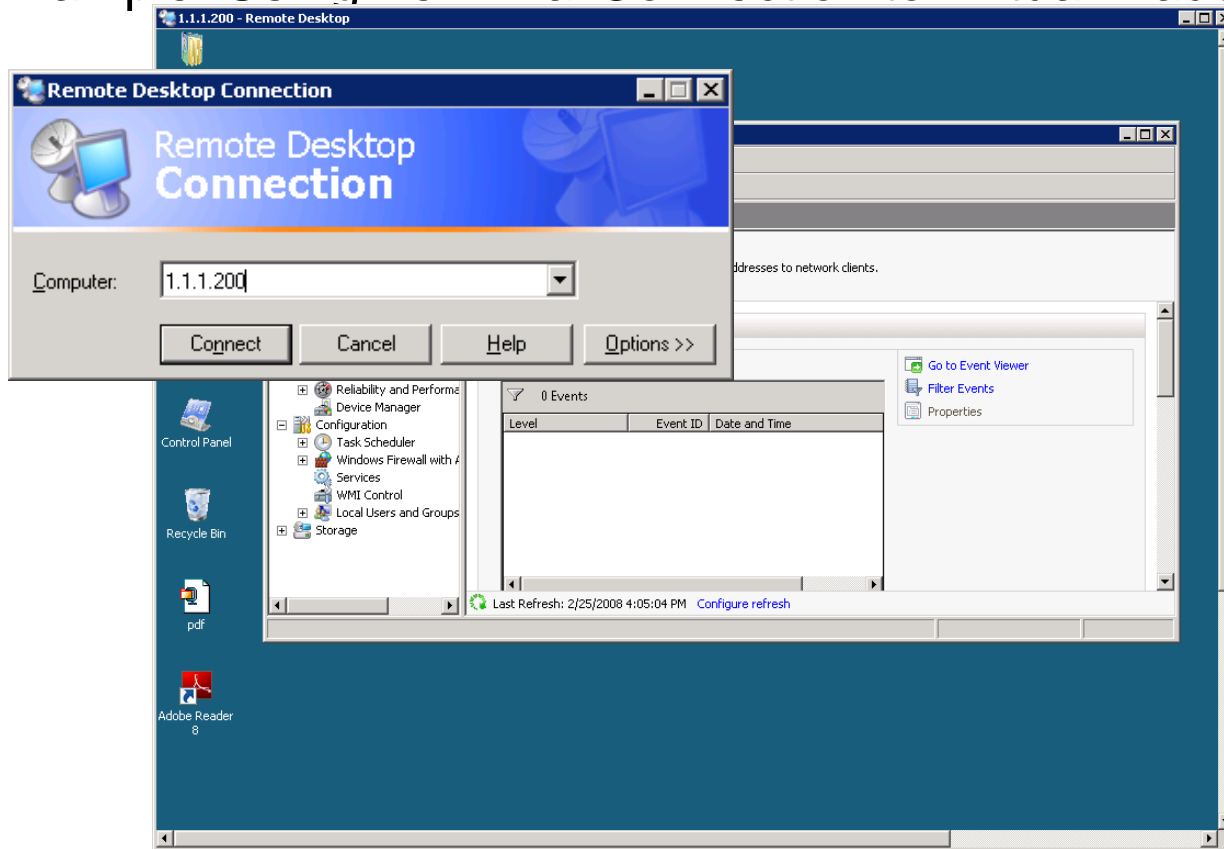 1.1.1.200 - Remote Desktop
Remote Desktop Connection
Remote Desktop
Connection
Computer:
1.1.1.200
Connect
Cancel
Help
Options >>
ddresses to network clients.
Go to Event Viewer
Filter Events
Properties
Reliability and Performa
Device Manager
Configuration
Task Scheduler
Windows Firewall with A
Services
WMI Control
Local Users and Groups
Storage
0 Events
Level Event ID Date and Time
Last Refresh: 2/25/2008 4:05:04 PM Configure refresh
Control Panel
Recycle Bin
pdf
Adobe Reader
8